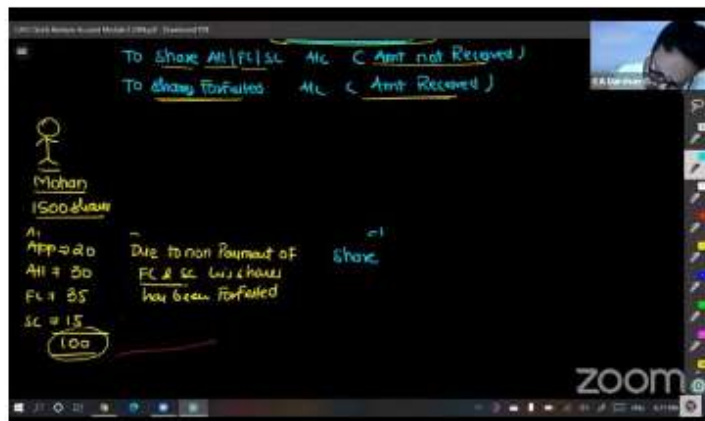 To Share All|FC|SC A/c ( Amt not Received )
To Share Forfeited A/c ( Amt Received )
Mohan
1500 share
App → 20 Due to non Payment of share
All → 30 FC & SC his shares
FC → 35 has been Forfeited
SC → 15
100
zoom